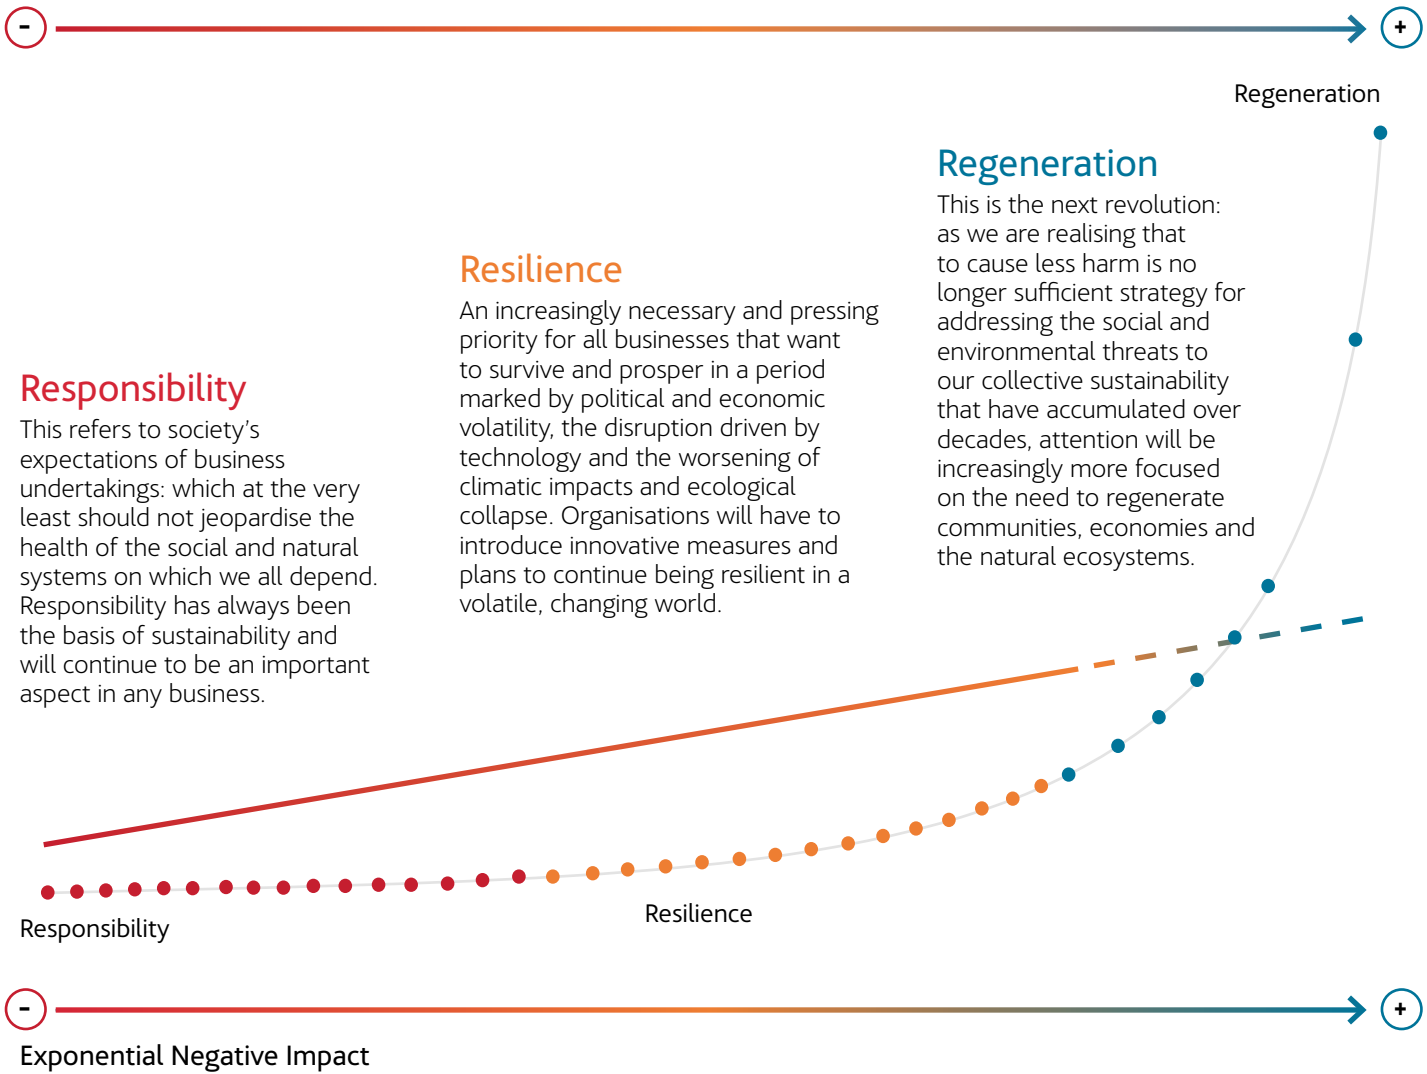 -
+
Regeneration
Regeneration
This is the next revolution:
as we are realising that
to cause less harm is no
longer sufficient strategy for
addressing the social and
environmental threats to
our collective sustainability
that have accumulated over
decades, attention will be
increasingly more focused
on the need to regenerate
communities, economies and
the natural ecosystems.
Resilience
An increasingly necessary and pressing
priority for all businesses that want
to survive and prosper in a period
marked by political and economic
volatility, the disruption driven by
technology and the worsening of
climatic impacts and ecological
collapse. Organisations will have to
introduce innovative measures and
plans to continue being resilient in a
volatile, changing world.
Responsibility
This refers to society’s
expectations of business
undertakings: which at the very
least should not jeopardise the
health of the social and natural
systems on which we all depend.
Responsibility has always been
the basis of sustainability and
will continue to be an important
aspect in any business.
Responsibility
Resilience
-
+
Exponential Negative Impact